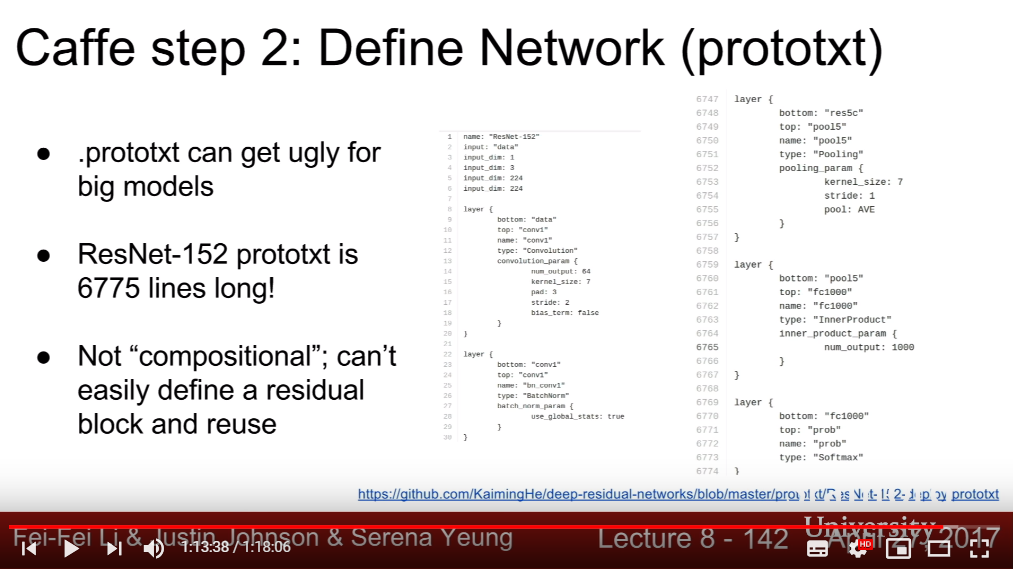 Caffe step 2: Define Network (prototxt)
● .prototxt can get ugly for
big models
● ResNet-152 prototxt is
6775 lines long!
● Not “compositional”; can’t
easily define a residual
block and reuse
1 name: "ResNet-152"
2 input: "data"
3 input_dim: 1
4 input_dim: 3
5 input_dim: 224
6 input_dim: 224
7
8 layer {
9 bottom: "data"
10 top: "conv1"
11 name: "conv1"
12 type: "Convolution"
13 convolution_param {
14 num_output: 64
15 kernel_size: 7
16 pad: 3
17 stride: 2
18 bias_term: false
19 }
20 }
21
22 layer {
23 bottom: "conv1"
24 top: "conv1"
25 name: "bn_conv1"
26 type: "BatchNorm"
27 batch_norm_param {
28 use_global_stats: true
29 }
30 }
6747 layer {
6748 bottom: "res5c"
6749 top: "pool5"
6750 name: "pool5"
6751 type: "Pooling"
6752 pooling_param {
6753 kernel_size: 7
6754 stride: 1
6755 pool: AVE
6756 }
6757 }
6758
6759 layer {
6760 bottom: "pool5"
6761 top: "fc1000"
6762 name: "fc1000"
6763 type: "InnerProduct"
6764 inner_product_param {
6765 num_output: 1000
6766 }
6767 }
6768
6769 layer {
6770 bottom: "fc1000"
6771 top: "prob"
6772 name: "prob"
6773 type: "Softmax"
6774 }
https://github.com/KaimingHe/deep-residual-networks/blob/master/prototxt/ResNet-152-deploy.prototxt
Fei-Fei Li & Justin Johnson & Serena Yeung
Lecture 8 - 142
University
April 27, 2017
1:13:38 / 1:18:06
HD